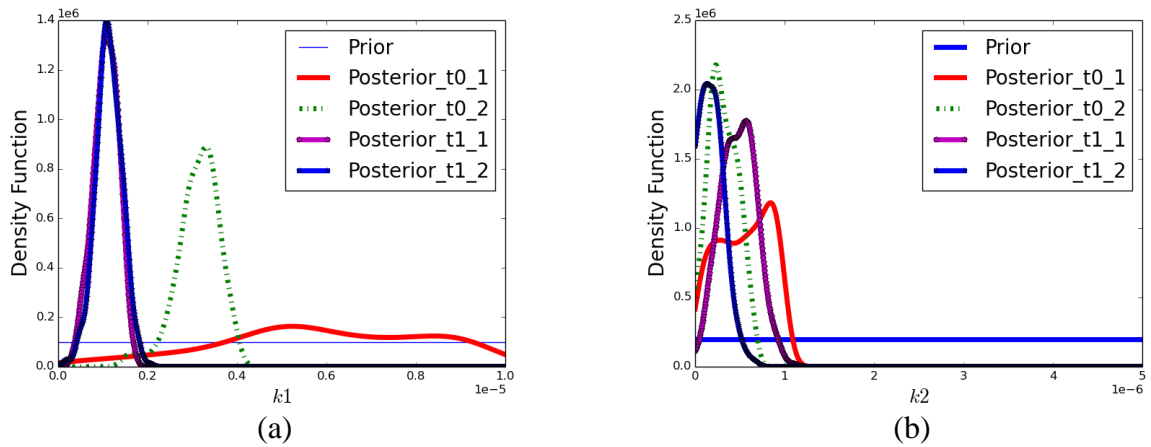 1e6
1.4
1.2
1.0
0.8
0.6
0.4
0.2
0.0
Density Function
0.0 0.2 0.4 0.6 0.8 1.0
1e−5
k1
Prior
Posterior_t0_1
Posterior_t0_2
Posterior_t1_1
Posterior_t1_2
(a)
1e6
2.5
2.0
1.5
1.0
0.5
0.0
Density Function
0 1 2 3 4 5
1e−6
k2
Prior
Posterior_t0_1
Posterior_t0_2
Posterior_t1_1
Posterior_t1_2
(b)